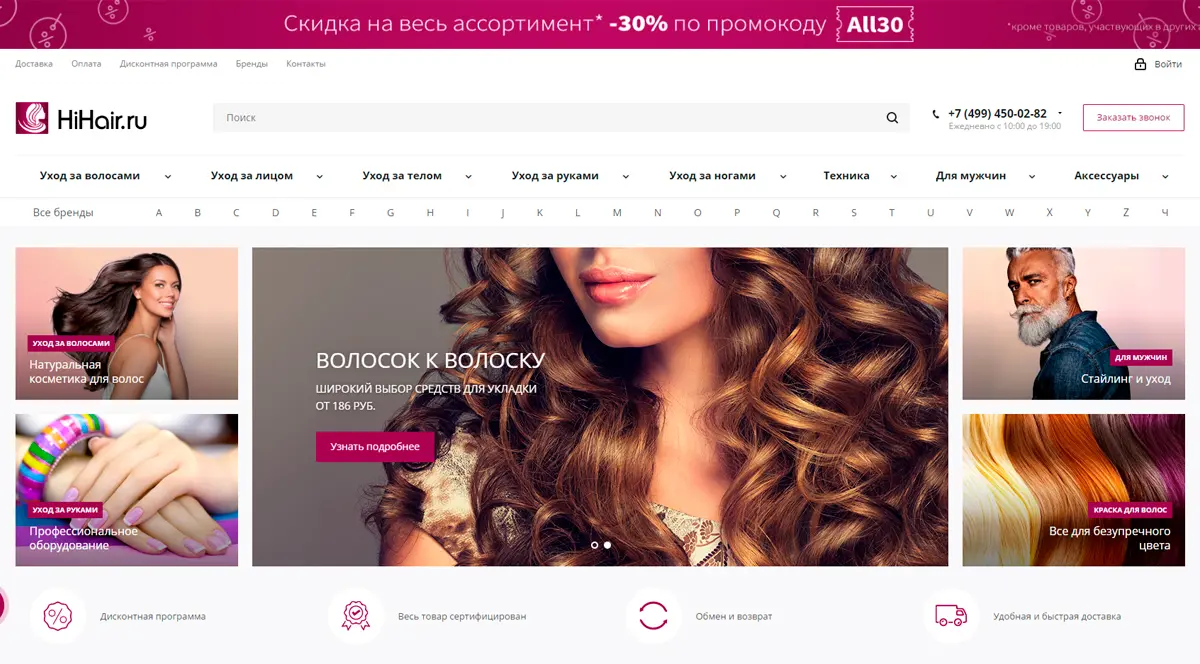 Скидка на весь ассортимент* -30% по промокоду All30
*кроме товаров, участвующих в других
Доставка Оплата Дисконтная программа Бренды Контакты Войти
HiHair.ru
Поиск
+7 (499) 450-02-82
Ежедневно с 10:00 до 19:00
Заказать звонок
Уход за волосами Уход за лицом Уход за телом Уход за руками Уход за ногами Техника Для мужчин Аксессуары
Все бренды A B C D E F G H I J K L M N O P Q R S T U V W X Y Z Ч
УХОД ЗА ВОЛОСАМИ
Натуральная
косметика для волос
УХОД ЗА РУКАМИ
Профессиональное
оборудование
ВОЛОСОК К ВОЛОСКУ
ШИРОКИЙ ВЫБОР СРЕДСТВ ДЛЯ УКЛАДКИ
ОТ 186 РУБ.
Узнать подробнее
ДЛЯ МУЖЧИН
Стайлинг и уход
КРАСКА ДЛЯ ВОЛОС
Все для безупречного
цвета
Дисконтная программа
Весь товар сертифицирован
Обмен и возврат
Удобная и быстрая доставка